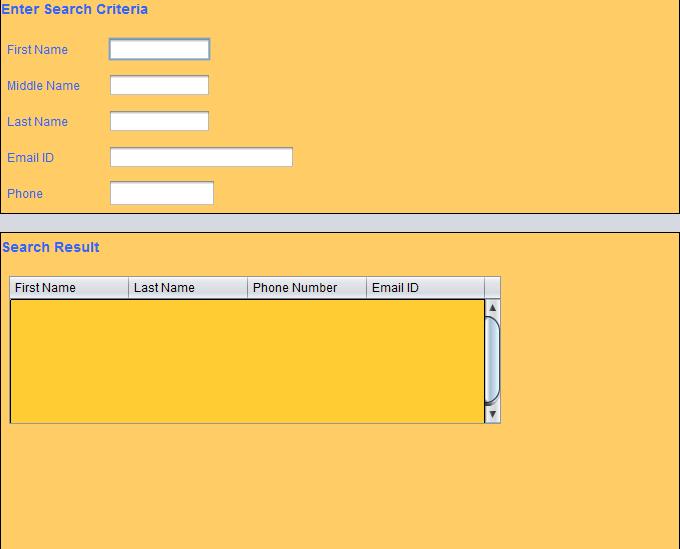 Enter Search Criteria
First Name
Middle Name
Last Name
Email ID
Phone
Search Result
First Name Last Name Phone Number Email ID